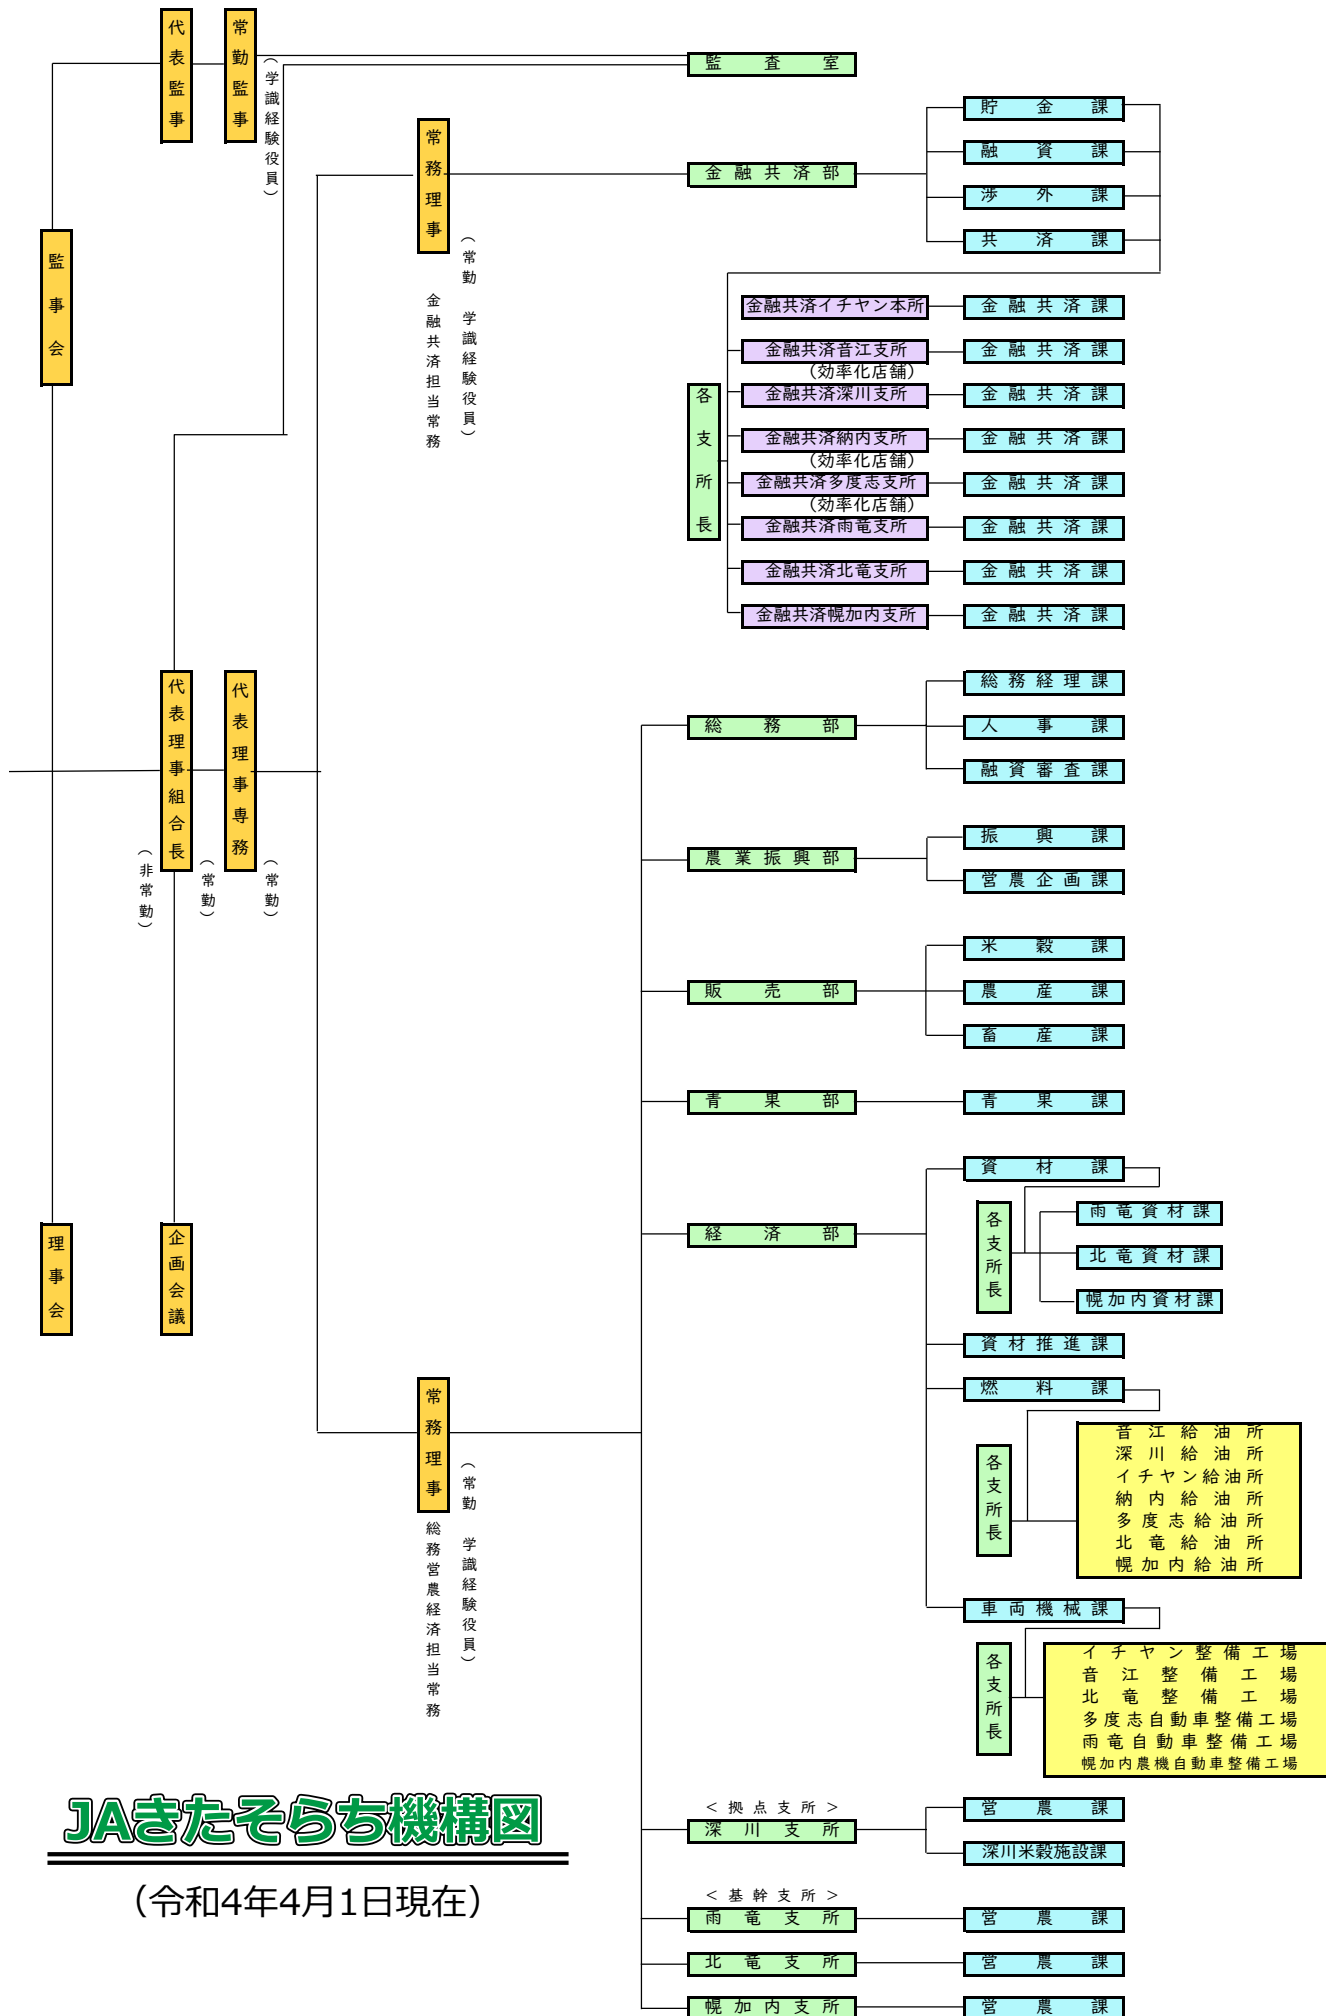 代表監事
常勤監事
（学識経験役員）
監査室
監事会
常務理事
（常勤　学識経験役員）
金融共済担当常務
金融共済部
貯金課
融資課
渉外課
共済課
各支所長
金融共済イチヤン本所
金融共済課
金融共済音江支所
（効率化店舗）
金融共済課
金融共済深川支所
金融共済課
金融共済納内支所
（効率化店舗）
金融共済課
金融共済多度志支所
（効率化店舗）
金融共済課
金融共済雨竜支所
金融共済課
金融共済北竜支所
金融共済課
金融共済幌加内支所
金融共済課
代表理事組合長
（非常勤）
（常勤）
代表理事専務
（常勤）
理事会
企画会議
常務理事
（常勤　学識経験役員）
総務営農経済担当常務
総務部
総務経理課
人事課
融資審査課
農業振興部
振興課
営農企画課
販売部
米穀課
農産課
畜産課
青果部
青果課
経済部
資材課
各支所長
雨竜資材課
北竜資材課
幌加内資材課
資材推進課
燃料課
各支所長
音江給油所
深川給油所
イチヤン給油所
納内給油所
多度志給油所
北竜給油所
幌加内給油所
車両機械課
各支所長
イチヤン整備工場
音江整備工場
北竜整備工場
多度志自動車整備工場
雨竜自動車整備工場
幌加内農機自動車整備工場
＜拠点支所＞
深川支所
営農課
深川米穀施設課
＜基幹支所＞
雨竜支所
営農課
北竜支所
営農課
幌加内支所
営農課
JAきたそらち機構図
（令和4年4月1日現在）